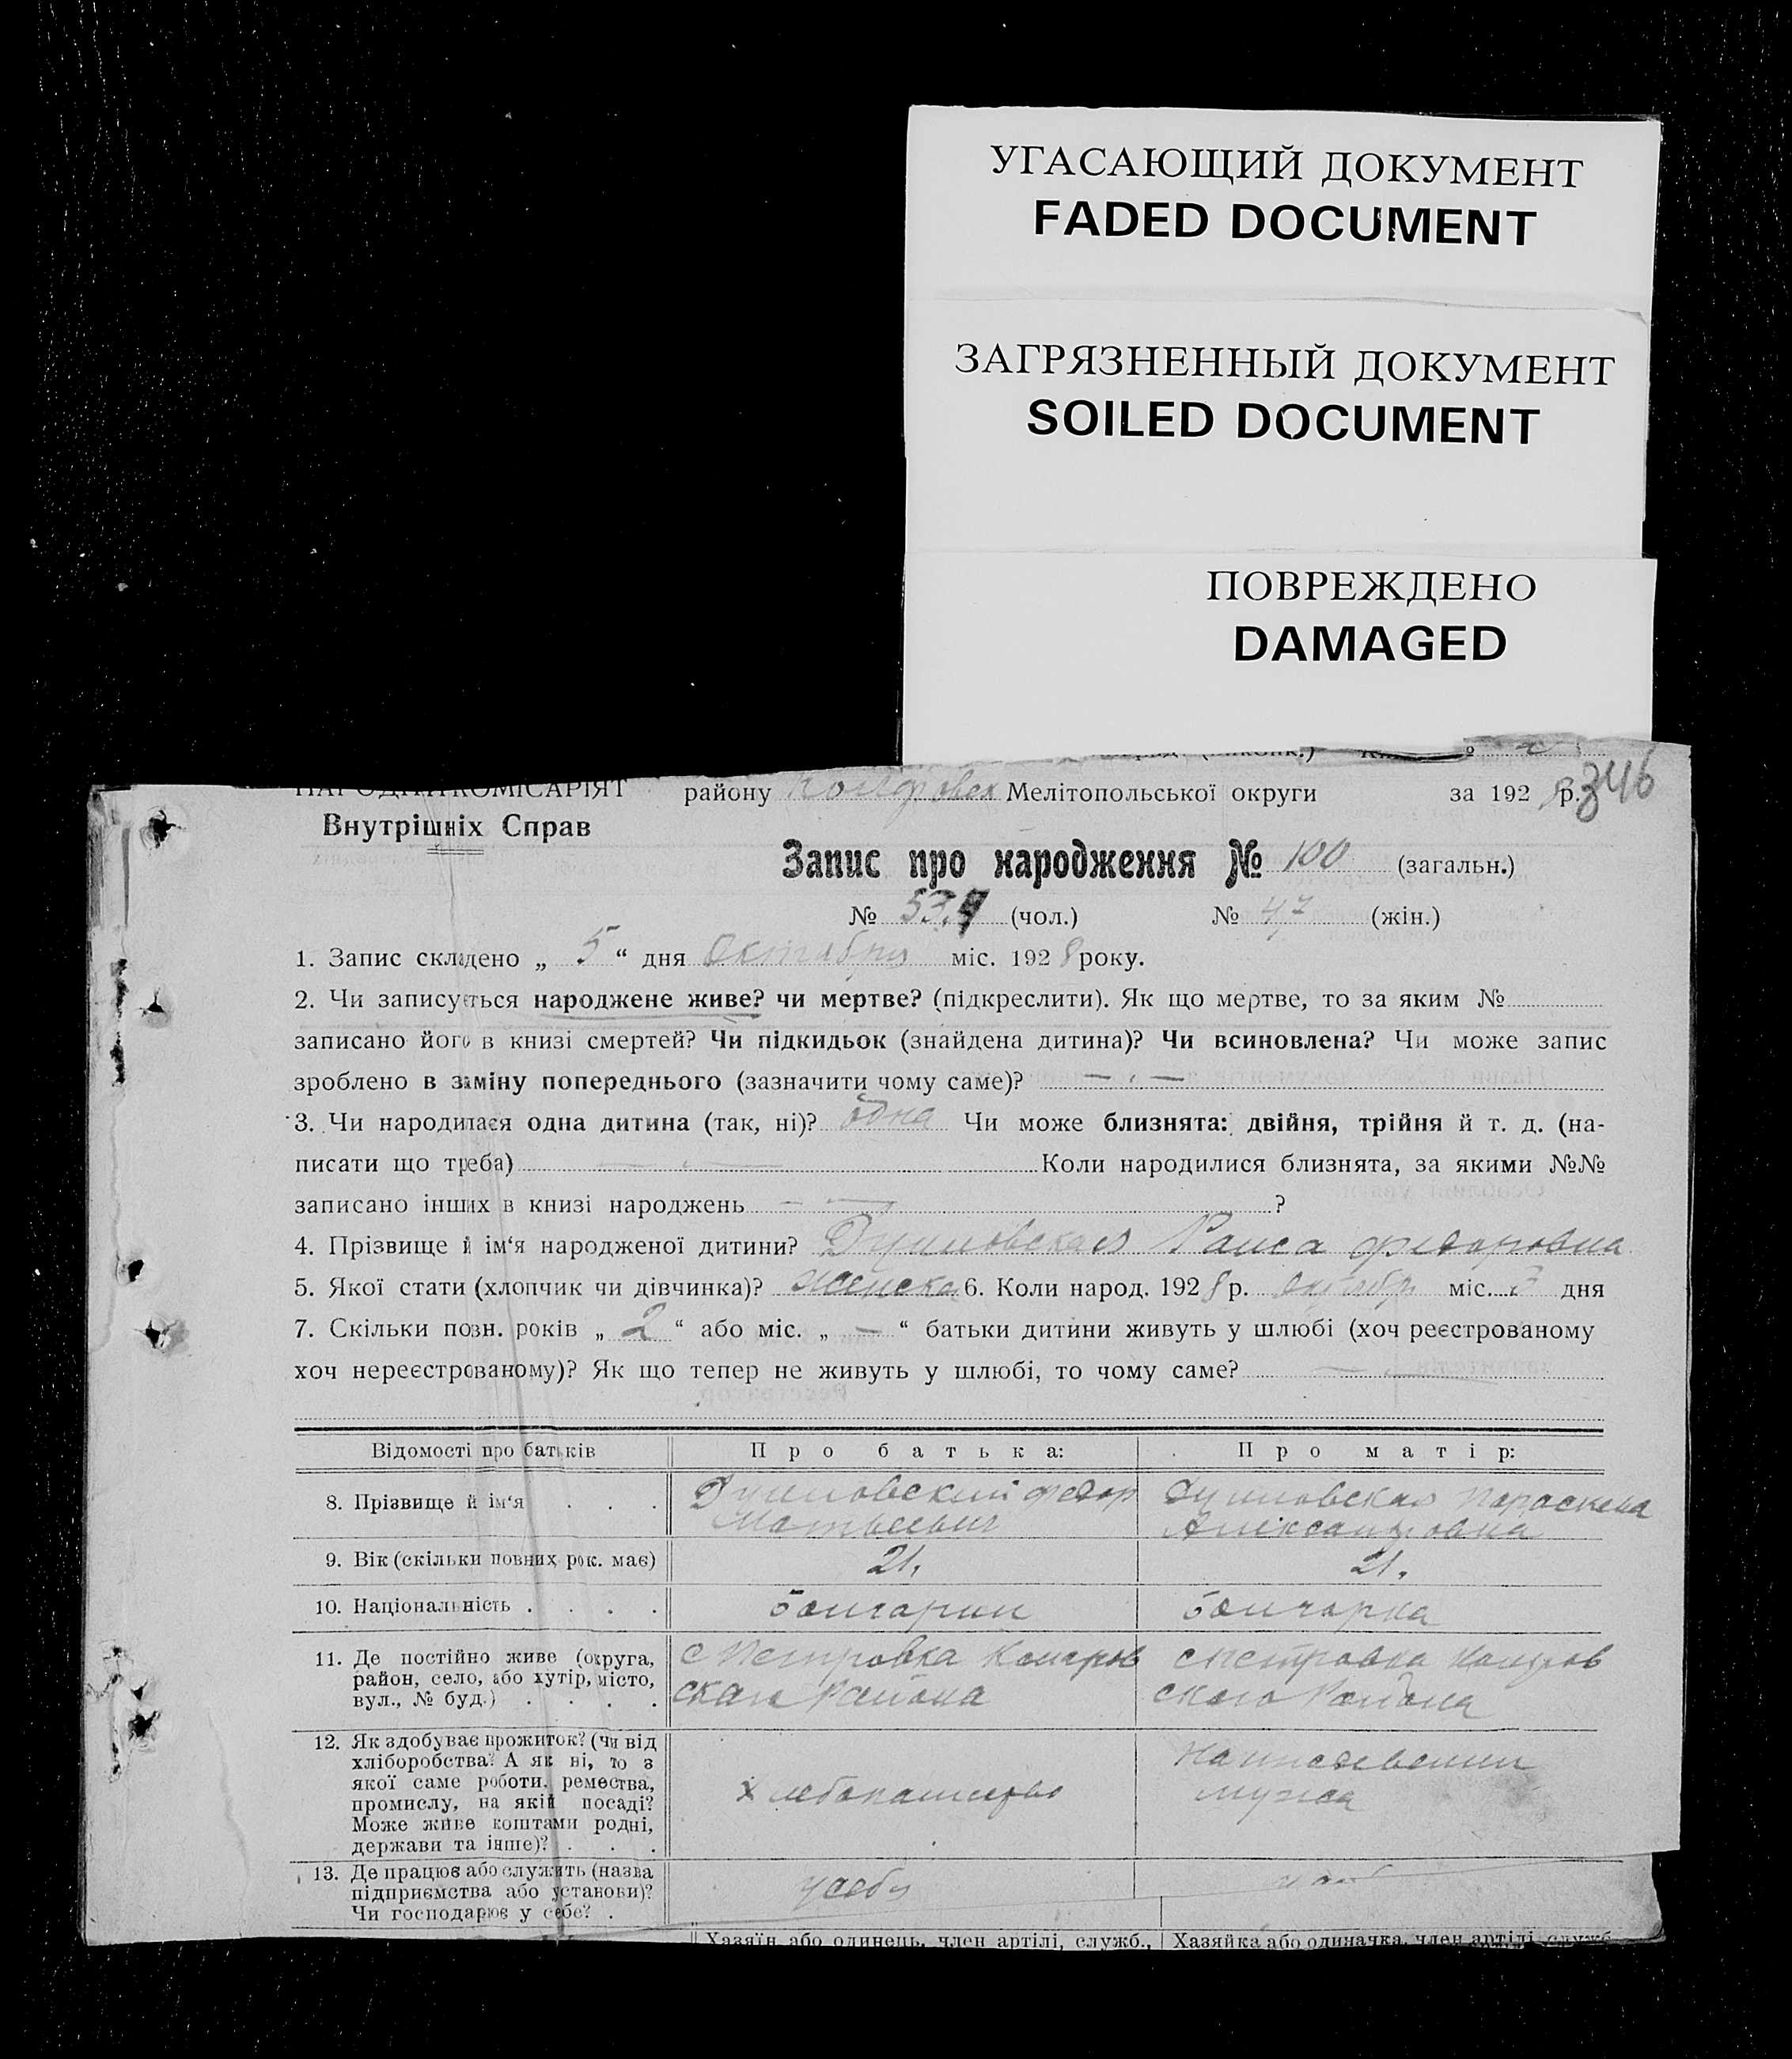 УГАСАЮЩИЙ ДОКУМЕНТ
FADED DOCUMENT
ЗАГРЯЗНЕННЫЙ ДОКУМЕНТ
SOILED DOCUMENT
ПОВРЕЖДЕНО
DAMAGED
346
району Мелітопольської округи за 192 8 р.
Внутрішніх Справ
Запис про народження № 100 (загальн.)
№ 53 (чол.) № 47 (жін.)
1. Запис складено „ 5 “ дня Октября міс. 192 8 року.
2. Чи записується народжене живе? чи мертве? (підкреслити). Як що мертве, то за яким №
записано його в книзі смертей? Чи підкидьок (знайдена дитина)? Чи всиновлена? Чи може запис
зроблено в заміну попереднього (зазначити чому саме)? — . —
3. Чи народилася одна дитина (так, ні)? одна Чи може близнята: двійня, трійня й т. д. (на-
писати що треба) — . — Коли народилися близнята, за якими №№
записано інших в книзі народжень — — ?
4. Прізвище й ім‘я народженої дитини? Раиса Федоровна
5. Якої стати (хлопчик чи дівчинка)? женска 6. Коли народ. 192 8 р. октябр міс. 3 дня
7. Скільки повн. років „ 2 “ або міс. „ — “ батьки дитини живуть у шлюбі (хоч реєстрованому
хоч нереєстрованому)? Як що тепер не живуть у шлюбі, то чому саме? —
Відомості про батьків Про батька: Про матір:
8. Прізвище й ім‘я . . . Федор Параскева
Матвеевич Александровна
9. Вік (скільки повних рок. має) 21. 21.
10. Національність . . . . Болгарин Болгарка
11. Де постійно живе (округа, с Петровка Коларов с Петровка Коларов
район, село, або хутір, місто, ского Района ского Района
вул., № буд.) . . . .
12. Як здобуває прожиток? (чи від
хліборобства? А як ні, то з
якої саме роботи, ремества, хлебопашество мужа
промислу, на якій посаді?
Може живе коштами родні,
держави та інше)? . . .
13. Де працює або служить (назва
підприємства або установи)? у себя
Чи господарює у себе? .
Хазяїн або одинець, член артілі, служб., Хазяйка або одиначка, член артілі, служб.